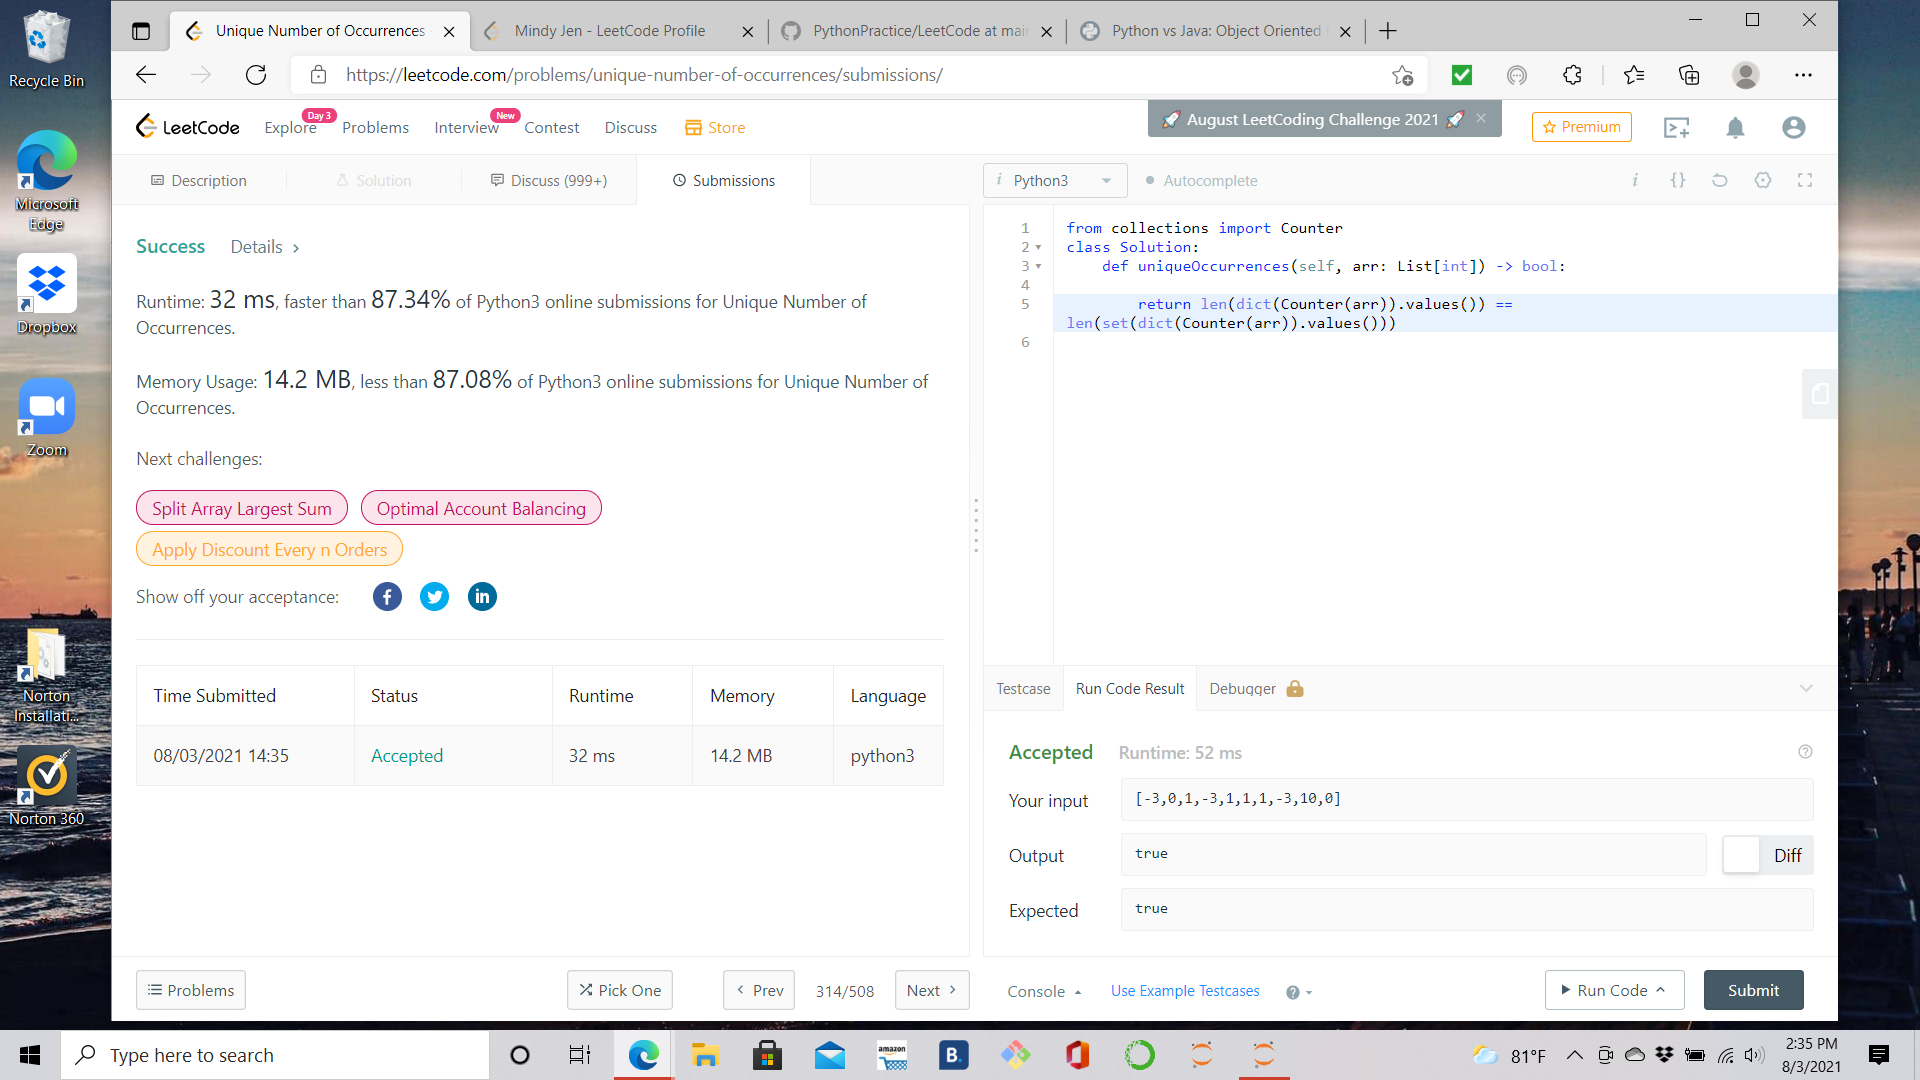 Recycle Bin
Microsoft
Edge
Dropbox
Zoom
Norton
Installati...
Norton 360
Unique Number of Occurrences
Mindy Jen - LeetCode Profile
PythonPractice/LeetCode at mai
Python vs Java: Object Oriented
https://leetcode.com/problems/unique-number-of-occurrences/submissions/
LeetCode
Explore
Day 3
Problems
Interview
New
Contest
Discuss
Store
August LeetCoding Challenge 2021
Premium
Description
Solution
Discuss (999+)
Submissions
Python3
Autocomplete
Success
Details
Runtime: 32 ms, faster than 87.34% of Python3 online submissions for Unique Number of
Occurrences.
Memory Usage: 14.2 MB, less than 87.08% of Python3 online submissions for Unique Number of
Occurrences.
Next challenges:
Split Array Largest Sum
Optimal Account Balancing
Apply Discount Every n Orders
Show off your acceptance:
Time Submitted Status Runtime Memory Language
08/03/2021 14:35 Accepted 32 ms 14.2 MB python3
1 from collections import Counter
2 class Solution:
3 def uniqueOccurrences(self, arr: List[int]) -> bool:
4
5 return len(dict(Counter(arr)).values()) ==
len(set(dict(Counter(arr)).values()))
6
Testcase
Run Code Result
Debugger
Accepted
Runtime: 52 ms
Your input
[-3,0,1,-3,1,1,1,-3,10,0]
Output
true
Diff
Expected
true
Problems
Pick One
Prev
314/508
Next
Console
Use Example Testcases
Run Code
Submit
Type here to search
amazon
B.
81°F
2:35 PM
8/3/2021